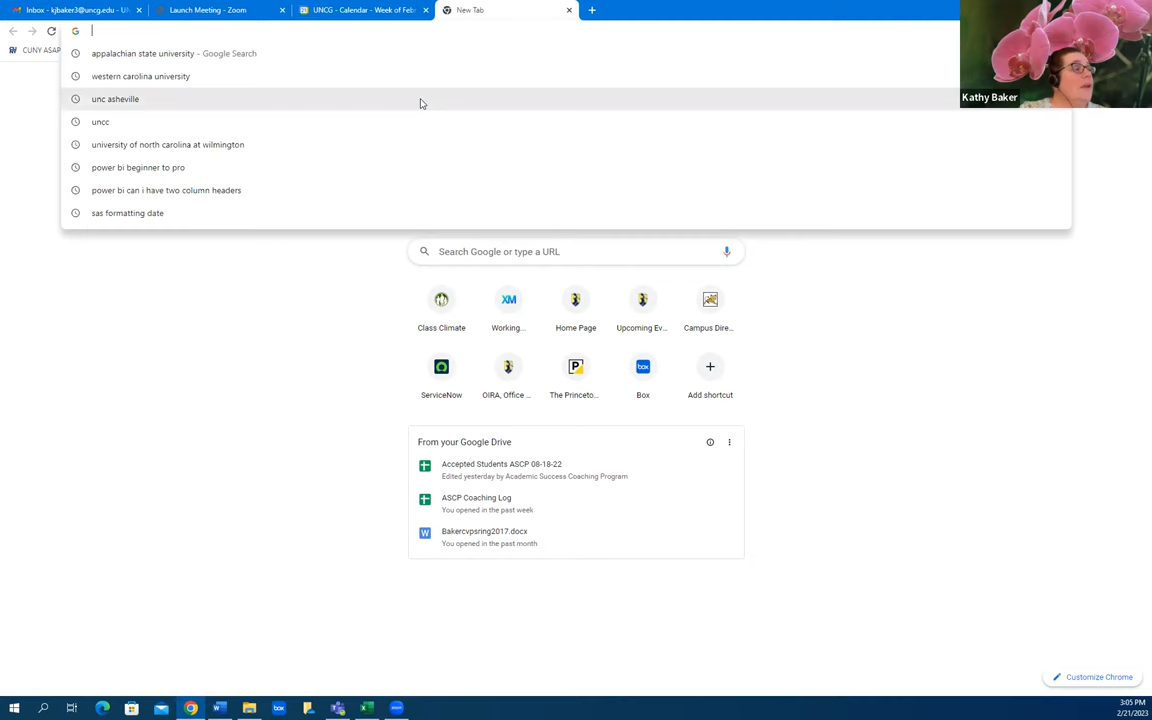 Inbox - kjbaker3@uncg.edu - UN
Launch Meeting - Zoom
UNCG - Calendar - Week of Feb
New Tab
CUNY ASAP
appalachian state university - Google Search
western carolina university
unc asheville
uncc
university of north carolina at wilmington
power bi beginner to pro
power bi can i have two column headers
sas formatting date
Kathy Baker
Search Google or type a URL
Class Climate
XM
Working...
Home Page
Upcoming Ev...
Campus Dire...
ServiceNow
OIRA, Office ...
P
The Princeto...
box
Box
Add shortcut
From your Google Drive
Accepted Students ASCP 08-18-22
Edited yesterday by Academic Success Coaching Program
ASCP Coaching Log
You opened in the past week
W
Bakercvpsring2017.docx
You opened in the past month
Customize Chrome
3:05 PM
2/21/2023